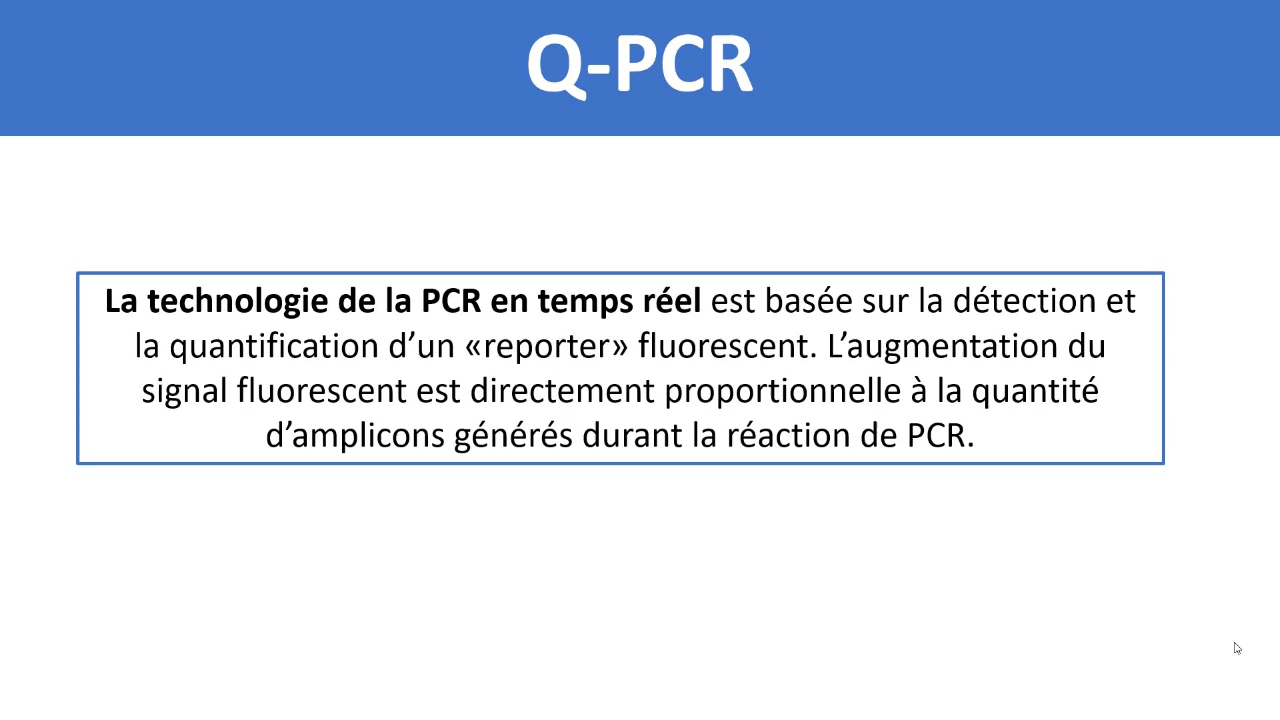 Q-PCR
La technologie de la PCR en temps réel est basée sur la détection et
la quantification d’un «reporter» fluorescent. L’augmentation du
signal fluorescent est directement proportionnelle à la quantité
d’amplicons générés durant la réaction de PCR.